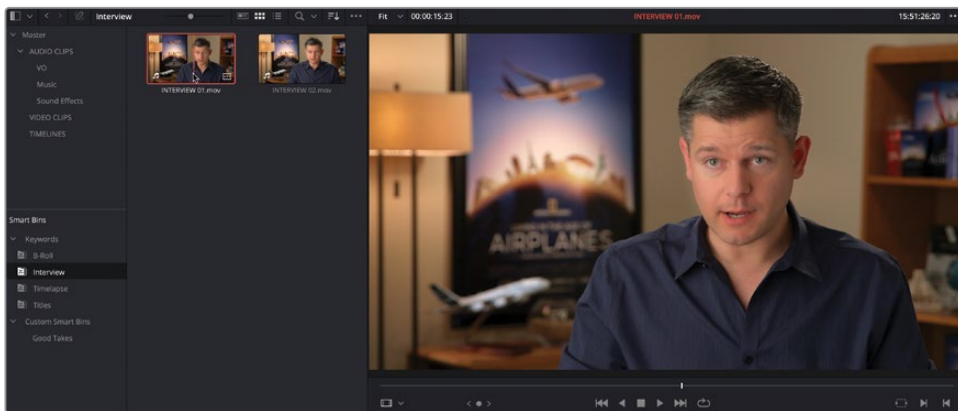 Interview
Fit 00:00:15:23 INTERVIEW 01.mov 15:51:26:20
Master
AUDIO CLIPS
VO
Music
Sound Effects
VIDEO CLIPS
TIMELINES
INTERVIEW 01.mov INTERVIEW 02.mov
AIRPLANES
Smart Bins
Keywords
B-Roll
Interview
Timelapse
Titles
Custom Smart Bins
Good Takes